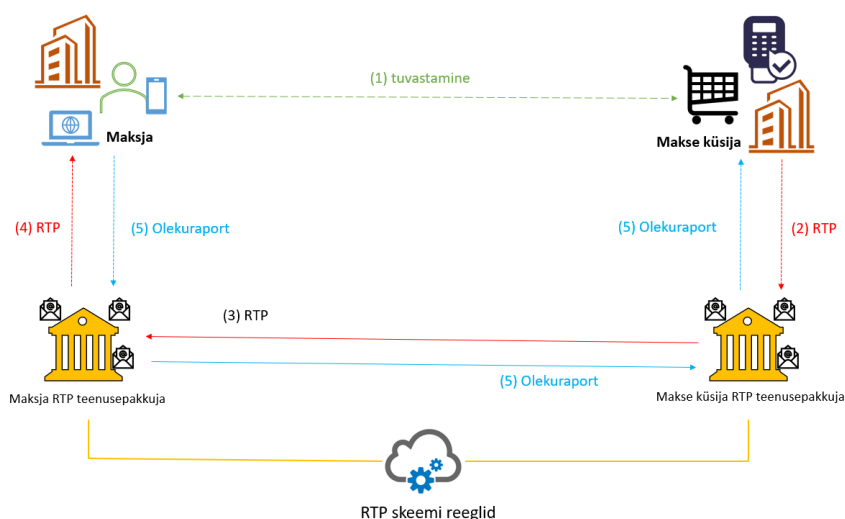 (1) tuvastamine
Maksja
Makse küsija
(4) RTP
(5) Olekuraport
(5) Olekuraport
(2) RTP
(3) RTP
(5) Olekuraport
Maksja RTP teenusepakkuja
Makse küsija RTP teenusepakkuja
RTP skeemi reeglid